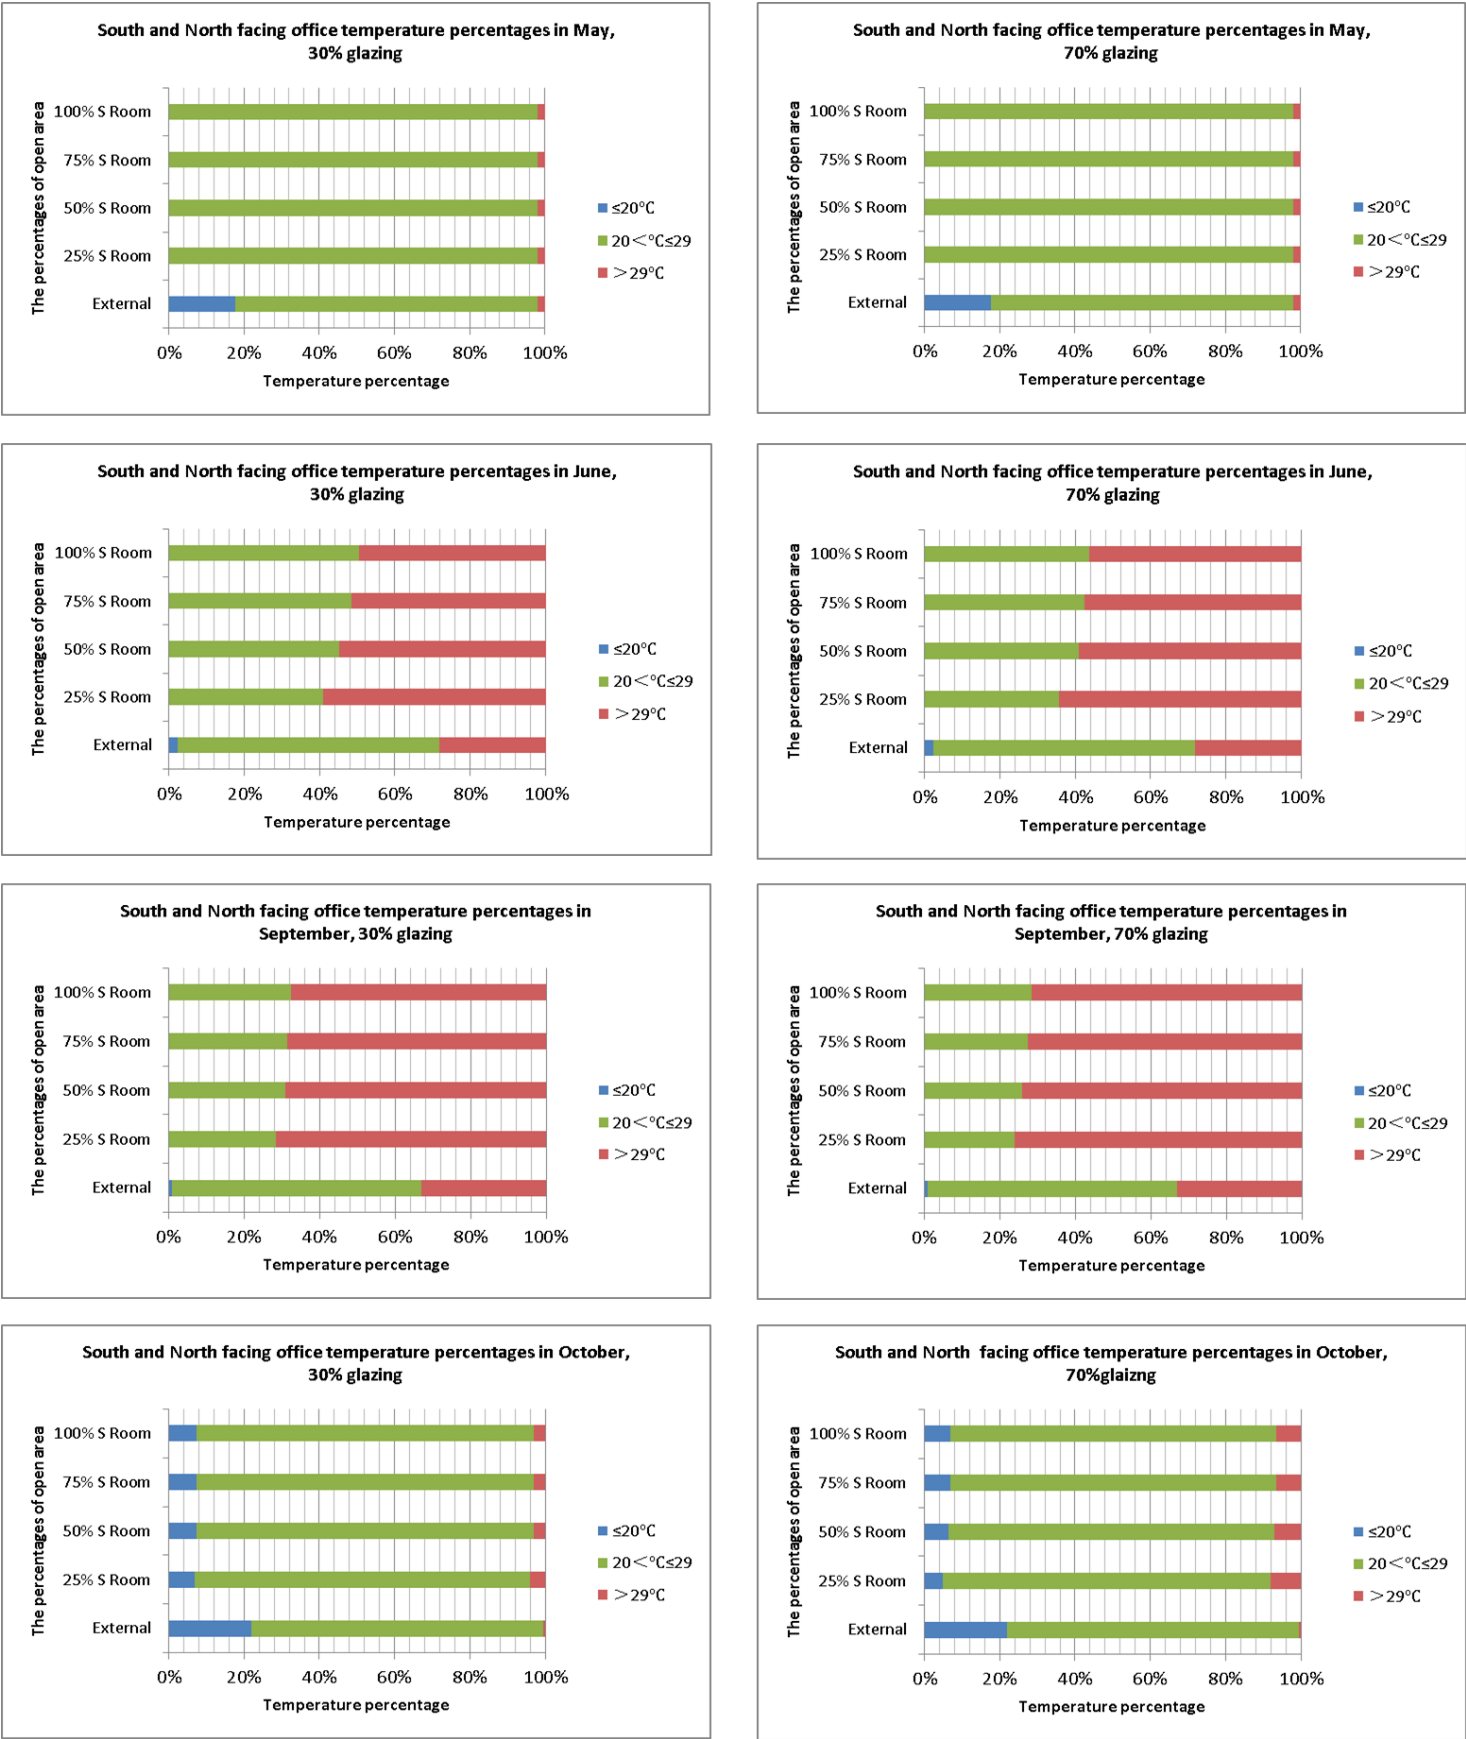 South and North facing office temperature percentages in May,
30% glazing
The percentages of open area
100% S Room
75% S Room
50% S Room
25% S Room
External
0% 20% 40% 60% 80% 100%
Temperature percentage
≤20°C
20＜°C≤29
＞29°C
South and North facing office temperature percentages in May,
70% glazing
The percentages of open area
100% S Room
75% S Room
50% S Room
25% S Room
External
0% 20% 40% 60% 80% 100%
Temperature percentage
≤20°C
20＜°C≤29
＞29°C
South and North facing office temperature percentages in June,
30% glazing
The percentages of open area
100% S Room
75% S Room
50% S Room
25% S Room
External
0% 20% 40% 60% 80% 100%
Temperature percentage
≤20°C
20＜°C≤29
＞29°C
South and North facing office temperature percentages in June,
70% glazing
The percentages of open area
100% S Room
75% S Room
50% S Room
25% S Room
External
0% 20% 40% 60% 80% 100%
Temperature percentage
≤20°C
20＜°C≤29
＞29°C
South and North facing office temperature percentages in
September, 30% glazing
The percentages of open area
100% S Room
75% S Room
50% S Room
25% S Room
External
0% 20% 40% 60% 80% 100%
Temperature percentage
≤20°C
20＜°C≤29
＞29°C
South and North facing office temperature percentages in
September, 70% glazing
The percentages of open area
100% S Room
75% S Room
50% S Room
25% S Room
External
0% 20% 40% 60% 80% 100%
Temperature percentage
≤20°C
20＜°C≤29
＞29°C
South and North facing office temperature percentages in October,
30% glazing
The percentages of open area
100% S Room
75% S Room
50% S Room
25% S Room
External
0% 20% 40% 60% 80% 100%
Temperature percentage
≤20°C
20＜°C≤29
＞29°C
South and North facing office temperature percentages in October,
70%glaizng
The percentages of open area
100% S Room
75% S Room
50% S Room
25% S Room
External
0% 20% 40% 60% 80% 100%
Temperature percentage
≤20°C
20＜°C≤29
＞29°C